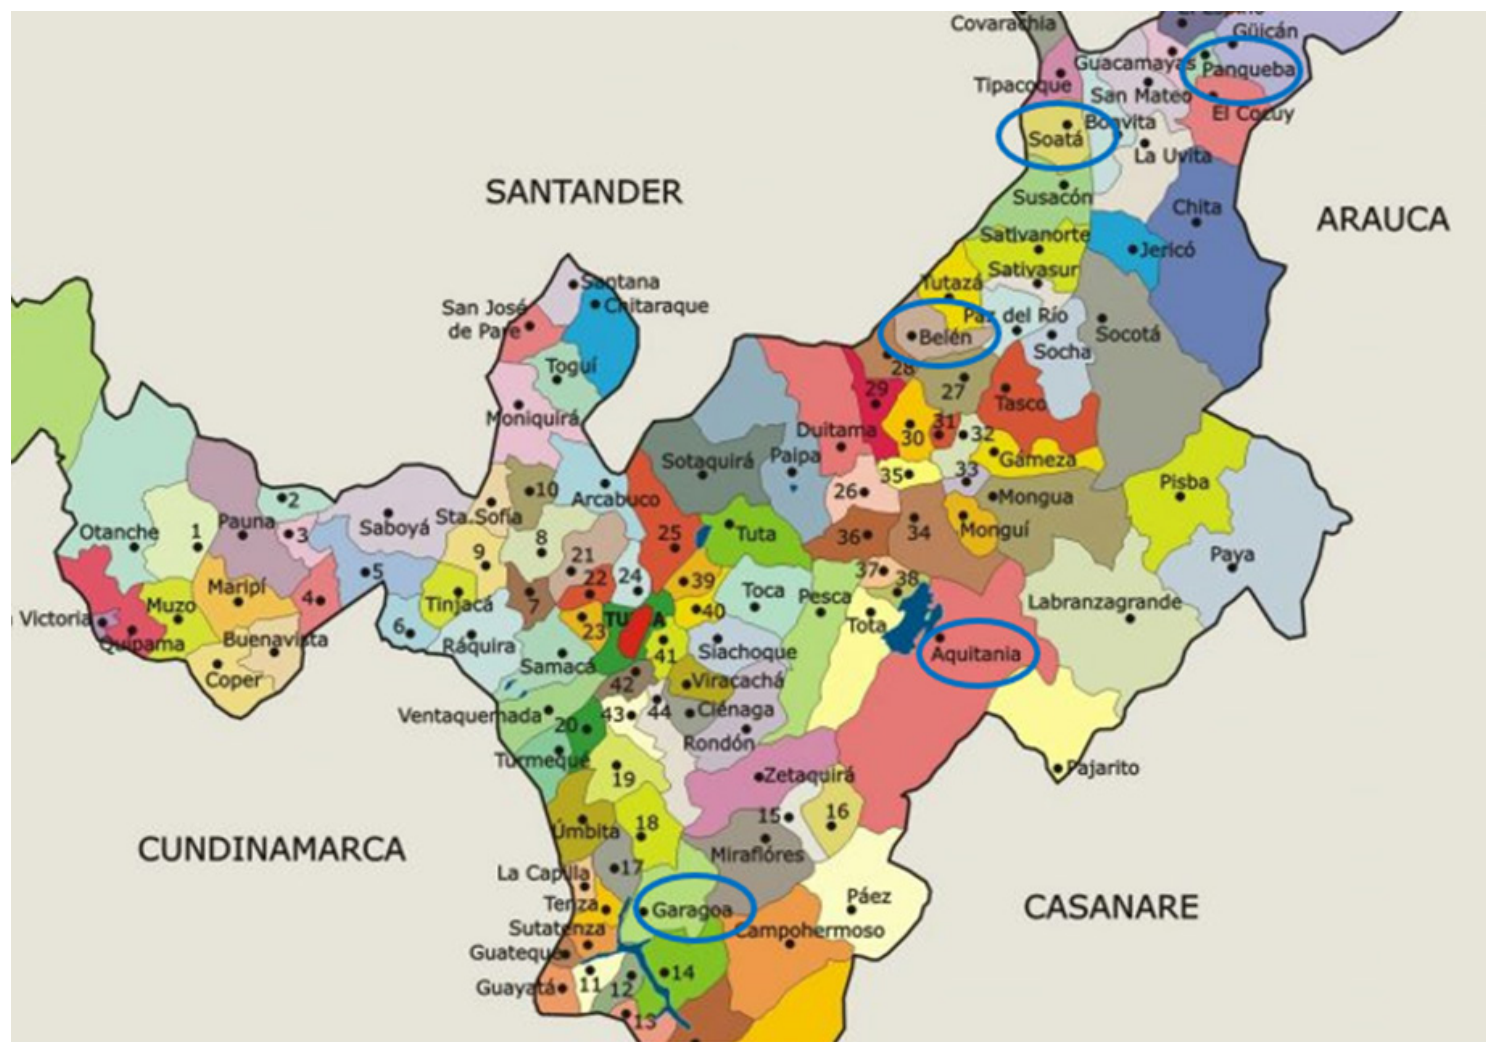 Covarachia
El Espino
Güicán
Guacamayas
Panqueba
Tipacoque
San Mateo
El Cocuy
Boavita
Soatá
La Uvita
SANTANDER
Susacón
Chita
ARAUCA
Sativanorte
Jericó
Sativasur
Santana
Tutazá
San José
de Pare
Chitaraque
Paz del Río
Belén
Socotá
Socha
Toguí
28
29
27
Tasco
Moniquirá
Duitama
31
30
32
Paipa
Sotaquirá
Gámeza
33
35
Pisba
26
10
2
Arcabuco
Mongua
Sta.Sofía
Saboyá
Pauna
Otanche
1
3
25
Tuta
36
34
Monguí
8
9
21
Paya
5
37
38
22
24
39
Maripí
4
Muzo
Tinjacá
7
Toca
Pesca
Labranzagrande
40
Victoria
6
23
TU A
Tota
Quipama
Buenavista
Ráquira
Siachoque
41
Aquitania
Samacá
Coper
42
Viracachá
Ventaquemada
43
44
Ciénaga
20
Rondón
Turmequé
19
Zetaquirá
Pajarito
15
16
Úmbita
18
CUNDINAMARCA
Miraflóres
17
La Capilla
Páez
Tenza
Garagoa
CASANARE
Sutatenza
Campohermoso
Guateque
14
Guayatá
11
12
13